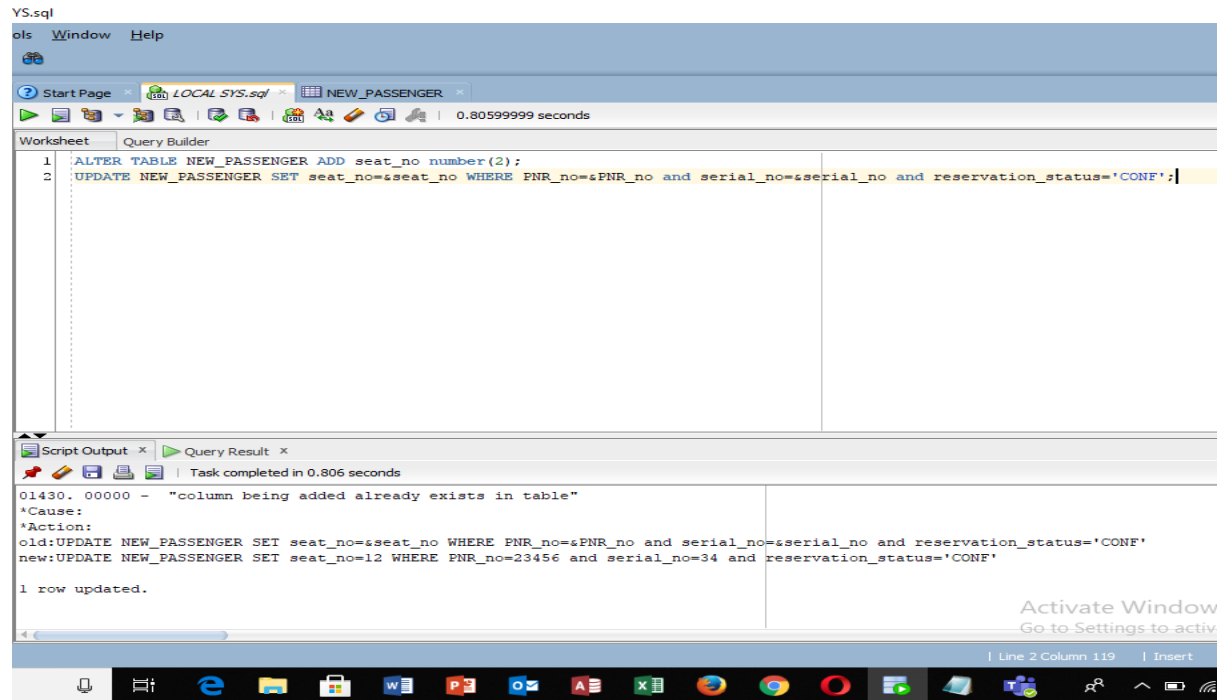 YS.sql
ols Window Help
Start Page LOCAL SYS.sql NEW_PASSENGER
0.80599999 seconds
Worksheet Query Builder
1 ALTER TABLE NEW_PASSENGER ADD seat_no number(2);
2 UPDATE NEW_PASSENGER SET seat_no=&seat_no WHERE PNR_no=&PNR_no and serial_no=&serial_no and reservation_status='CONF';
Script Output Query Result
Task completed in 0.806 seconds
01430. 00000 - "column being added already exists in table"
*Cause:
*Action:
old:UPDATE NEW_PASSENGER SET seat_no=&seat_no WHERE PNR_no=&PNR_no and serial_no=&serial_no and reservation_status='CONF'
new:UPDATE NEW_PASSENGER SET seat_no=12 WHERE PNR_no=23456 and serial_no=34 and reservation_status='CONF'
1 row updated.
Activate Window
Go to Settings to activ
Line 2 Column 119 | Insert